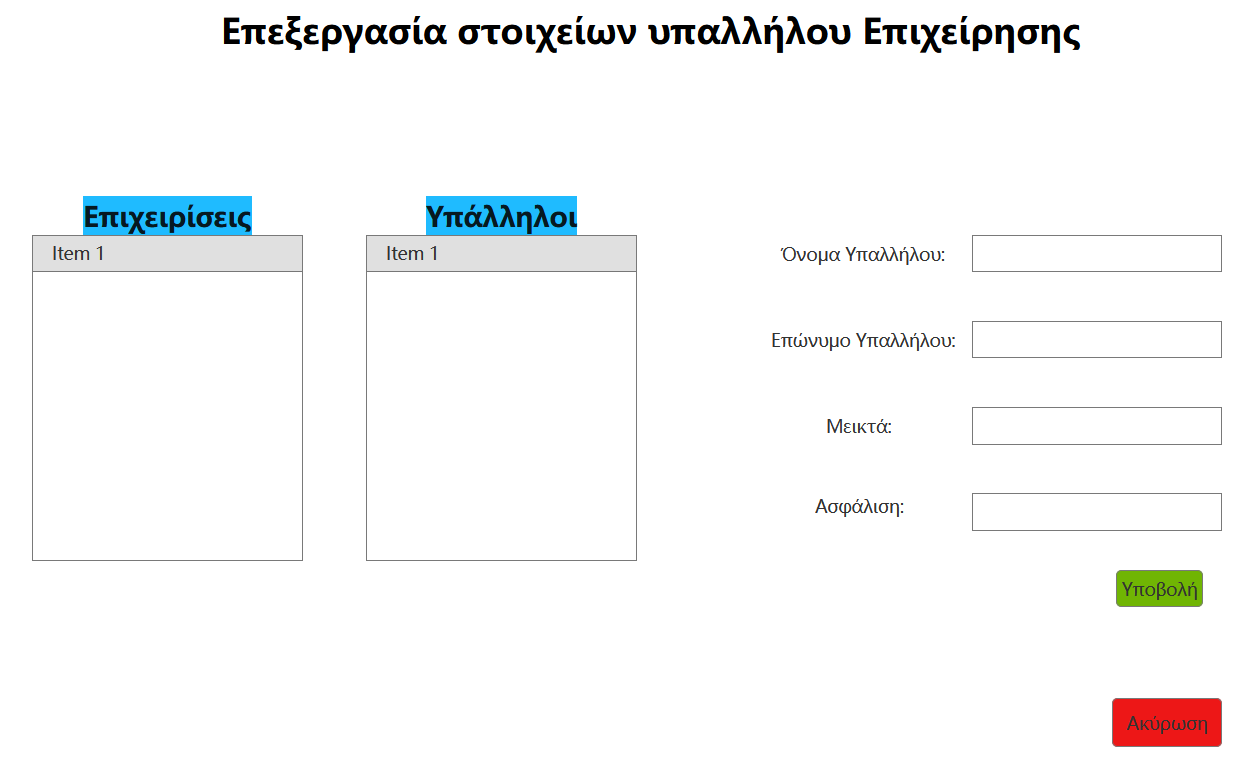 Επεξεργασία στοιχείων υπαλλήλου Επιχείρησης
Επιχειρίσεις
Item 1
Υπάλληλοι
Item 1
Όνομα Υπαλλήλου:
Επώνυμο Υπαλλήλου:
Μεικτά:
Ασφάλιση:
Υποβολή
Ακύρωση